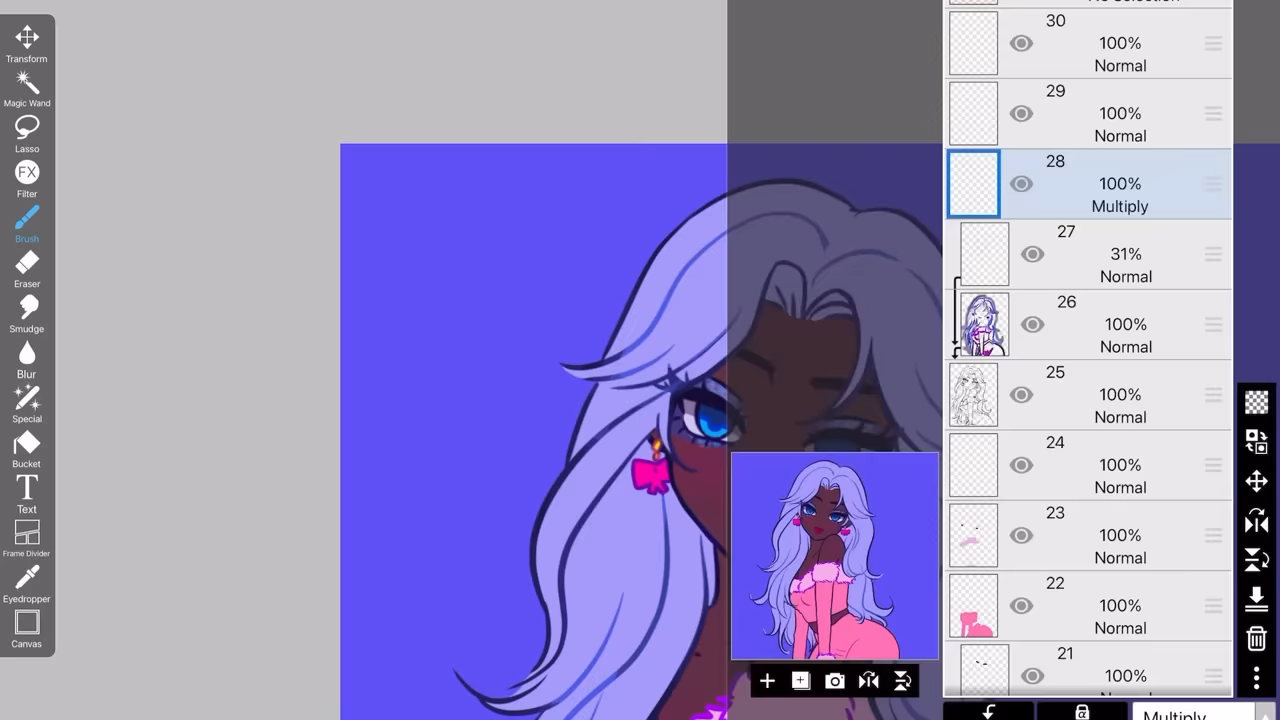 Transform
Magic Wand
Lasso
FX
Filter
Brush
Eraser
Smudge
Blur
Special
Bucket
T
Text
Frame Divider
Eyedropper
Canvas
No Selection
30
100%
Normal
29
100%
Normal
28
100%
Multiply
27
31%
Normal
26
100%
Normal
25
100%
Normal
24
100%
Normal
23
100%
Normal
22
100%
Normal
21
100%
Multiply